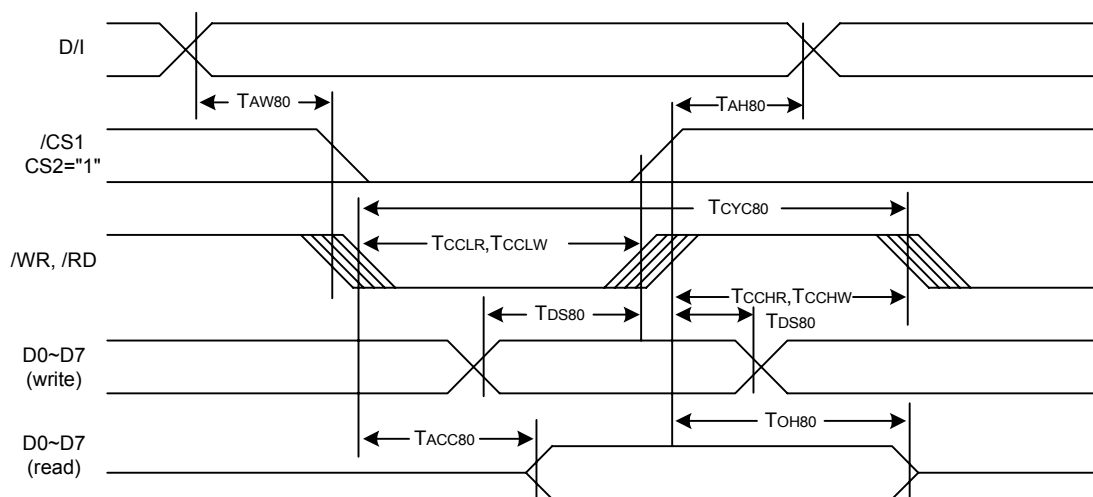 D/I
TAW80
TAH80
/CS1
CS2="1"
TCYC80
/WR, /RD
TCCLR,TCCLW
TCCHR,TCCHW
TDS80
TDS80
D0~D7
(write)
TOH80
TACC80
D0~D7
(read)